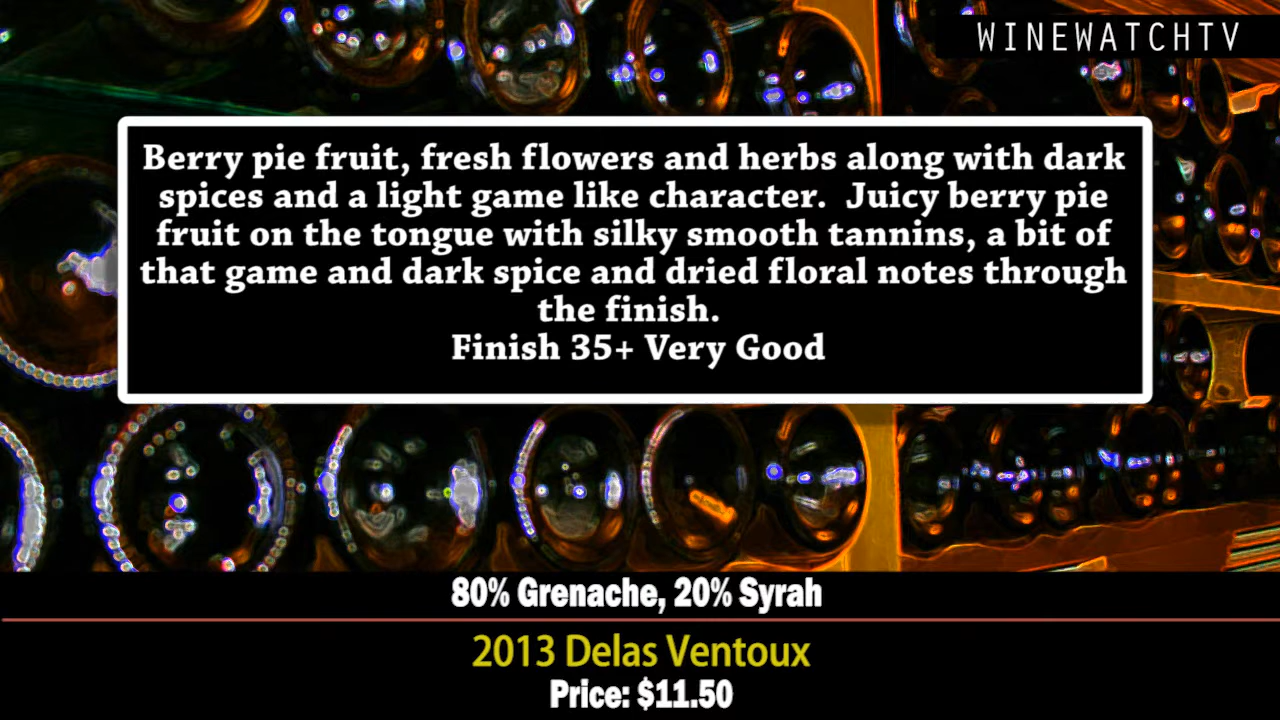 WINEWATCHTV
Berry pie fruit, fresh flowers and herbs along with dark
spices and a light game like character.  Juicy berry pie
fruit on the tongue with silky smooth tannins, a bit of
that game and dark spice and dried floral notes through
the finish.
Finish 35+ Very Good
80% Grenache, 20% Syrah
2013 Delas Ventoux
Price: $11.50